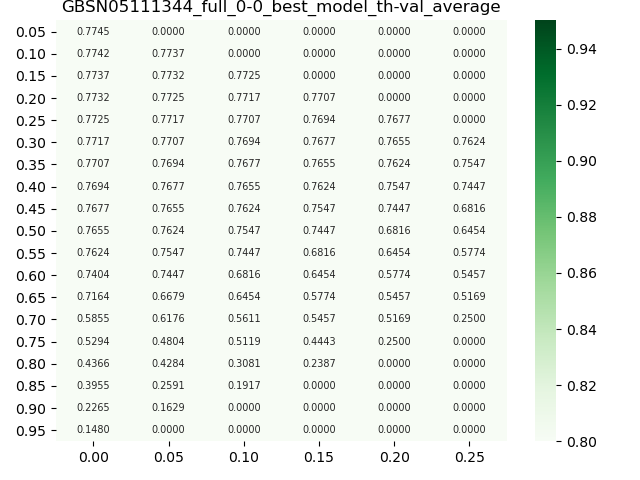 GBSN05111344_full_0-0_best_model_th-val_average
0.05 0.7745 0.0000 0.0000 0.0000 0.0000 0.0000
0.10 0.7742 0.7737 0.0000 0.0000 0.0000 0.0000
0.15 0.7737 0.7732 0.7725 0.0000 0.0000 0.0000
0.20 0.7732 0.7725 0.7717 0.7707 0.0000 0.0000
0.25 0.7725 0.7717 0.7707 0.7694 0.7677 0.0000
0.30 0.7717 0.7707 0.7694 0.7677 0.7655 0.7624
0.35 0.7707 0.7694 0.7677 0.7655 0.7624 0.7547
0.40 0.7694 0.7677 0.7655 0.7624 0.7547 0.7447
0.45 0.7677 0.7655 0.7624 0.7547 0.7447 0.6816
0.50 0.7655 0.7624 0.7547 0.7447 0.6816 0.6454
0.55 0.7624 0.7547 0.7447 0.6816 0.6454 0.5774
0.60 0.7404 0.7447 0.6816 0.6454 0.5774 0.5457
0.65 0.7164 0.6679 0.6454 0.5774 0.5457 0.5169
0.70 0.5855 0.6176 0.5611 0.5457 0.5169 0.2500
0.75 0.5294 0.4804 0.5119 0.4443 0.2500 0.0000
0.80 0.4366 0.4284 0.3081 0.2387 0.0000 0.0000
0.85 0.3955 0.2591 0.1917 0.0000 0.0000 0.0000
0.90 0.2265 0.1629 0.0000 0.0000 0.0000 0.0000
0.95 0.1480 0.0000 0.0000 0.0000 0.0000 0.0000
0.00 0.05 0.10 0.15 0.20 0.25
0.94
0.92
0.90
0.88
0.86
0.84
0.82
0.80